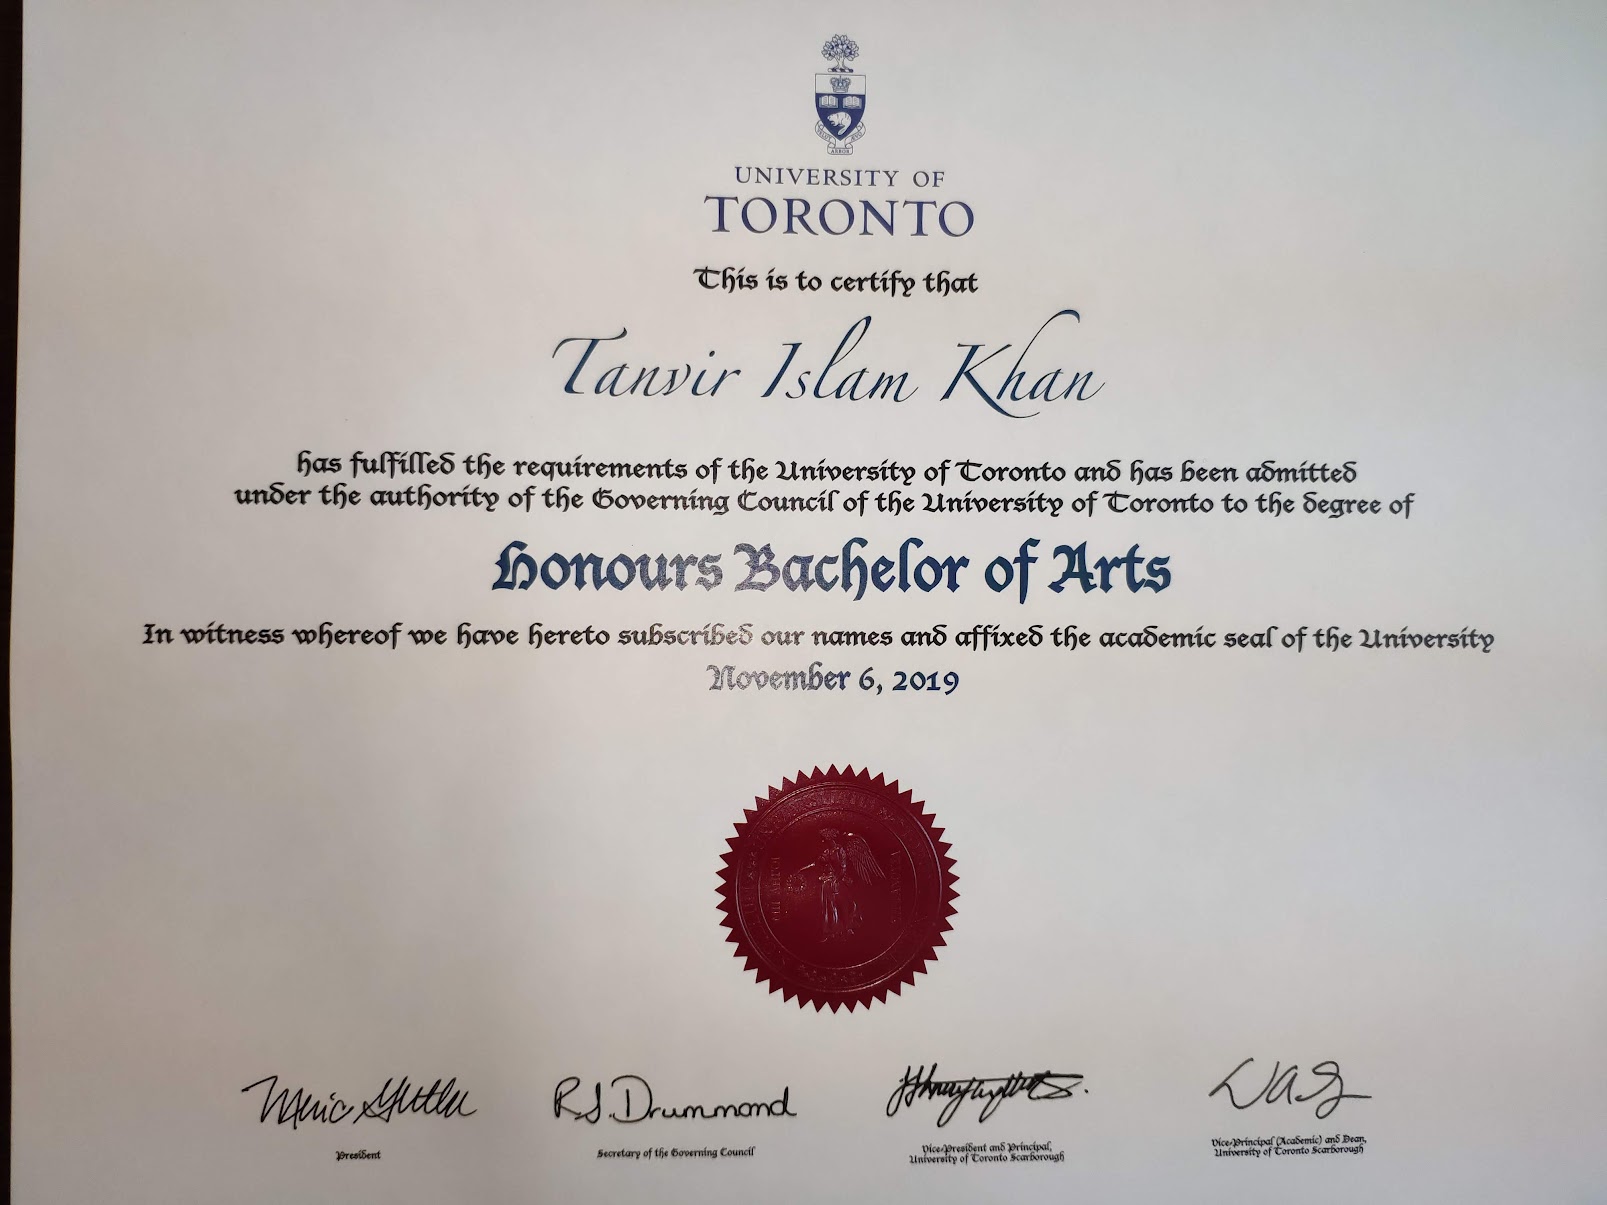 UNIVERSITY OF
TORONTO
This is to certify that
Tanvir Islam Khan
has fulfilled the requirements of the University of Toronto and has been admitted
under the authority of the Governing Council of the University of Toronto to the degree of
Honours Bachelor of Arts
In witness whereof we have hereto subscribed our names and affixed the academic seal of the University
November 6, 2019
R.S. Drummond
President
Secretary of the Governing Council
Vice-President and Principal,
University of Toronto Scarborough
Vice-Principal (Academic) and Dean,
University of Toronto Scarborough